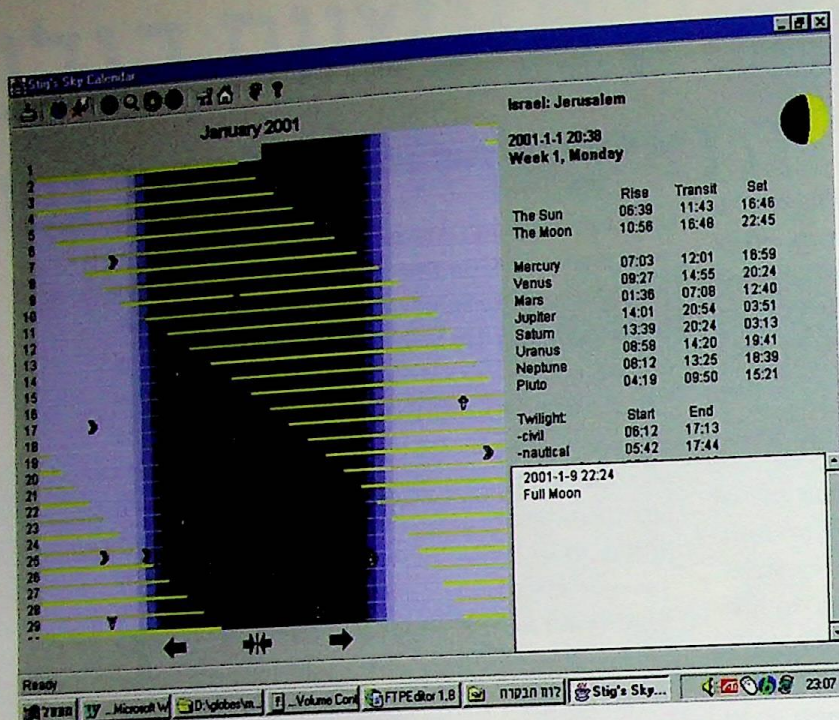 Stig's Sky Calendar
January 2001
1
2
3
4
5
6
7
8
9
10
11
12
13
14
15
16
17
18
19
20
21
22
23
24
25
26
27
28
29
Israel: Jerusalem
2001-1-1 20:38
Week 1, Monday
Rise Transit Set
The Sun 06:39 11:43 16:46
The Moon 10:56 16:48 22:45
Mercury 07:03 12:01 16:59
Venus 09:27 14:55 20:24
Mars 01:36 07:08 12:40
Jupiter 14:01 20:54 03:51
Saturn 13:39 20:24 03:13
Uranus 08:58 14:20 19:41
Neptune 08:12 13:25 18:39
Pluto 04:19 09:50 15:21
Twilight: Start End
-civil 06:12 17:13
-nautical 05:42 17:44
2001-1-9 22:24
Full Moon
Ready
...Microsoft W D:\globes\m... ...Volume Cont FTPEditor 1.8 Stig's Sky... 23:07